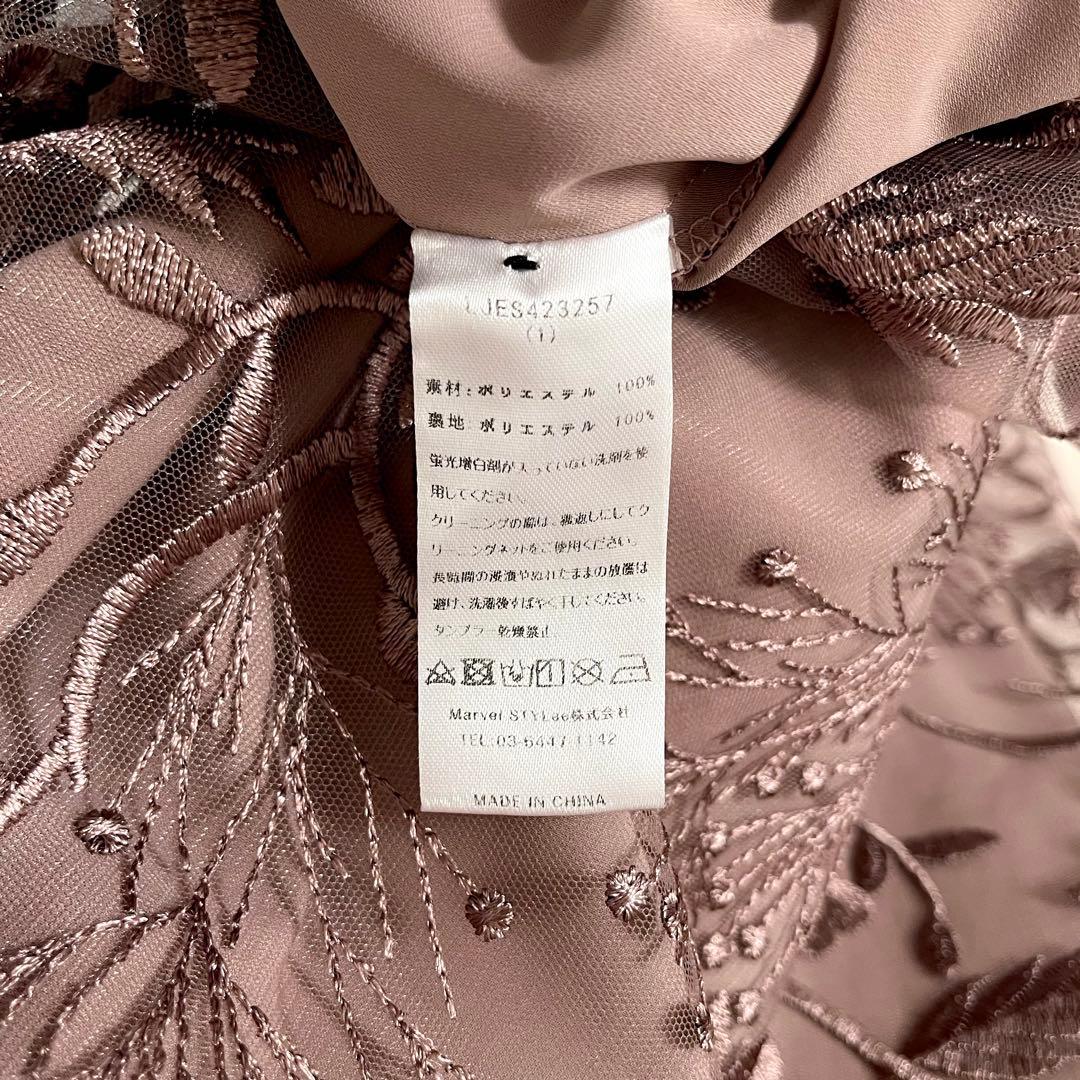 LJES423257
(1)
素材:ポリエステル 100%
裏地 ポリエステル 100%
蛍光増白剤が入っていない洗剤を使
用してください。
クリーニングの際は、裏返しにしてク
リーニングネットをご使用ください。
長時間の浸漬やぬれたままの放置は
避け、洗濯後すばやく干してください。
タンブラー乾燥禁止
Marvel STYLee株式会社
TEL:03-6447-1142
MADE IN CHINA